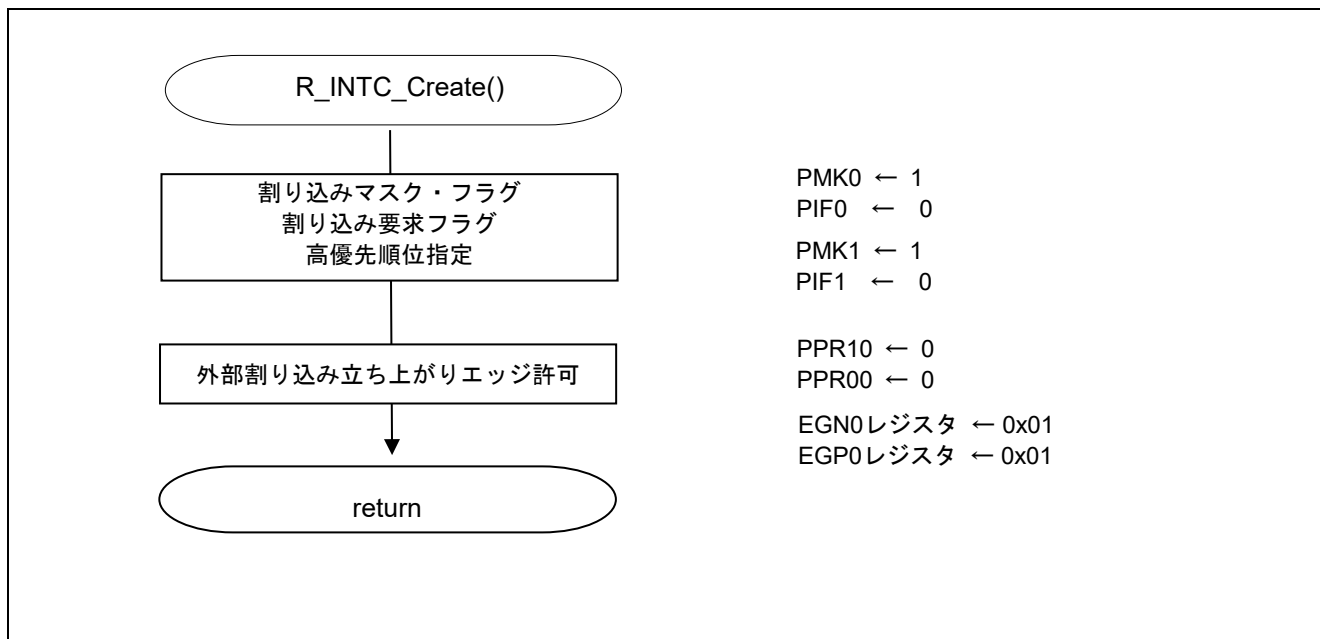 R_INTC_Create()
割り込みマスク・フラグ
割り込み要求フラグ
高優先順位指定
PMK0 ← 1
PIF0 ← 0
PMK1 ← 1
PIF1 ← 0
外部割り込み立ち上がりエッジ許可
PPR10 ← 0
PPR00 ← 0
EGN0レジスタ ← 0x01
EGP0レジスタ ← 0x01
return